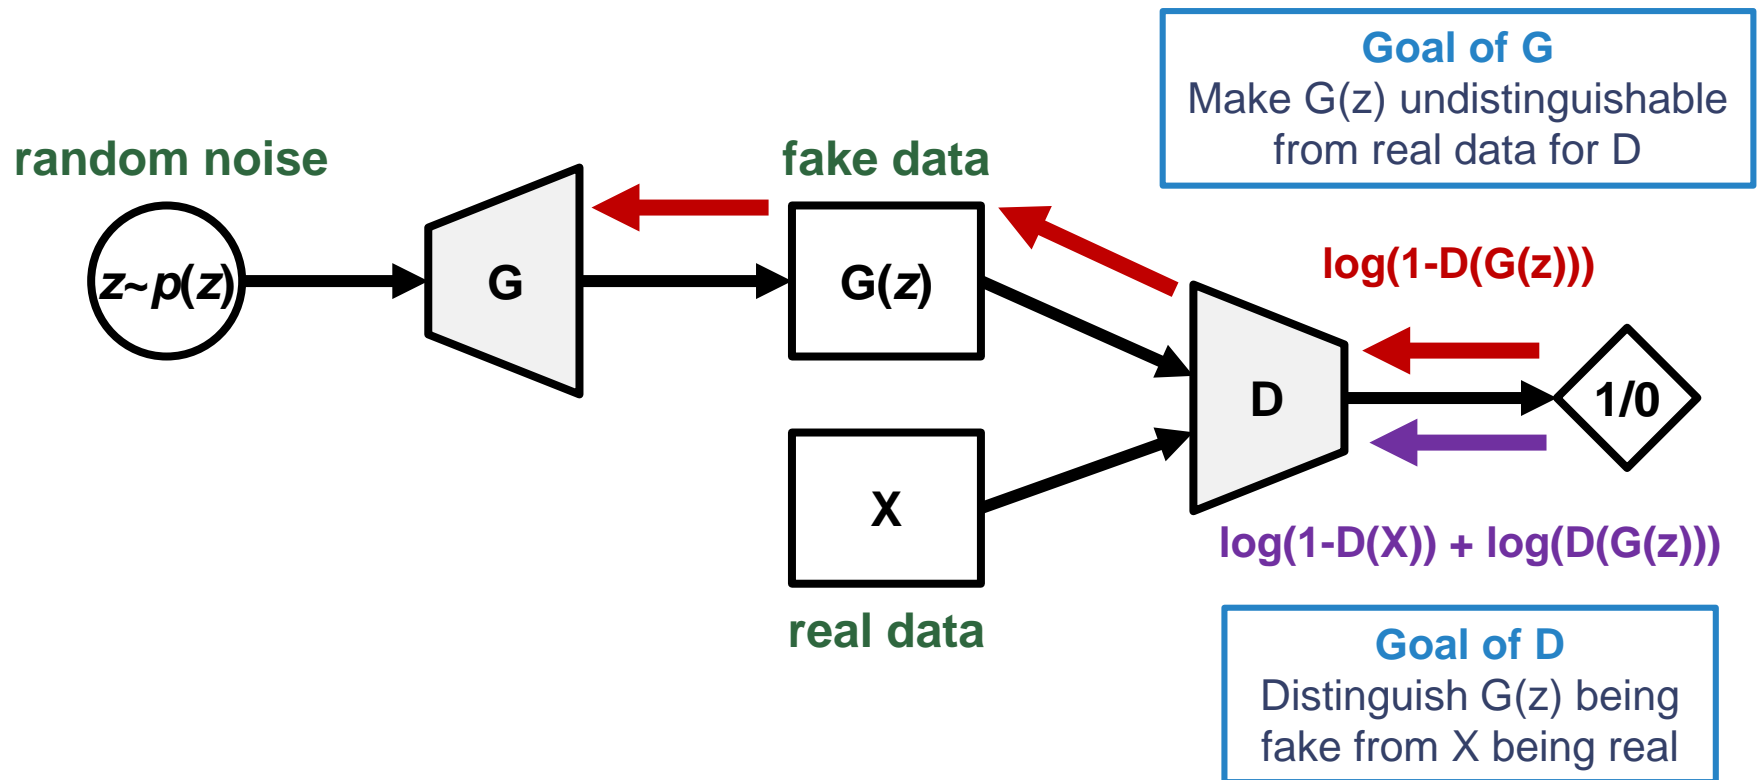 Goal of G
Make G(z) undistinguishable
from real data for D
random noise
fake data
z~p(z)
G
G(z)
log(1-D(G(z)))
D
1/0
X
log(1-D(X)) + log(D(G(z)))
real data
Goal of D
Distinguish G(z) being
fake from X being real